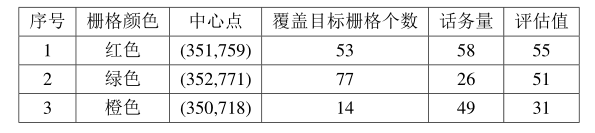 序号 栅格颜色 中心点 覆盖目标栅格个数 话务量 评估值
1 红色 (351,759) 53 58 55
2 绿色 (352,771) 77 26 51
3 橙色 (350,718) 14 49 31